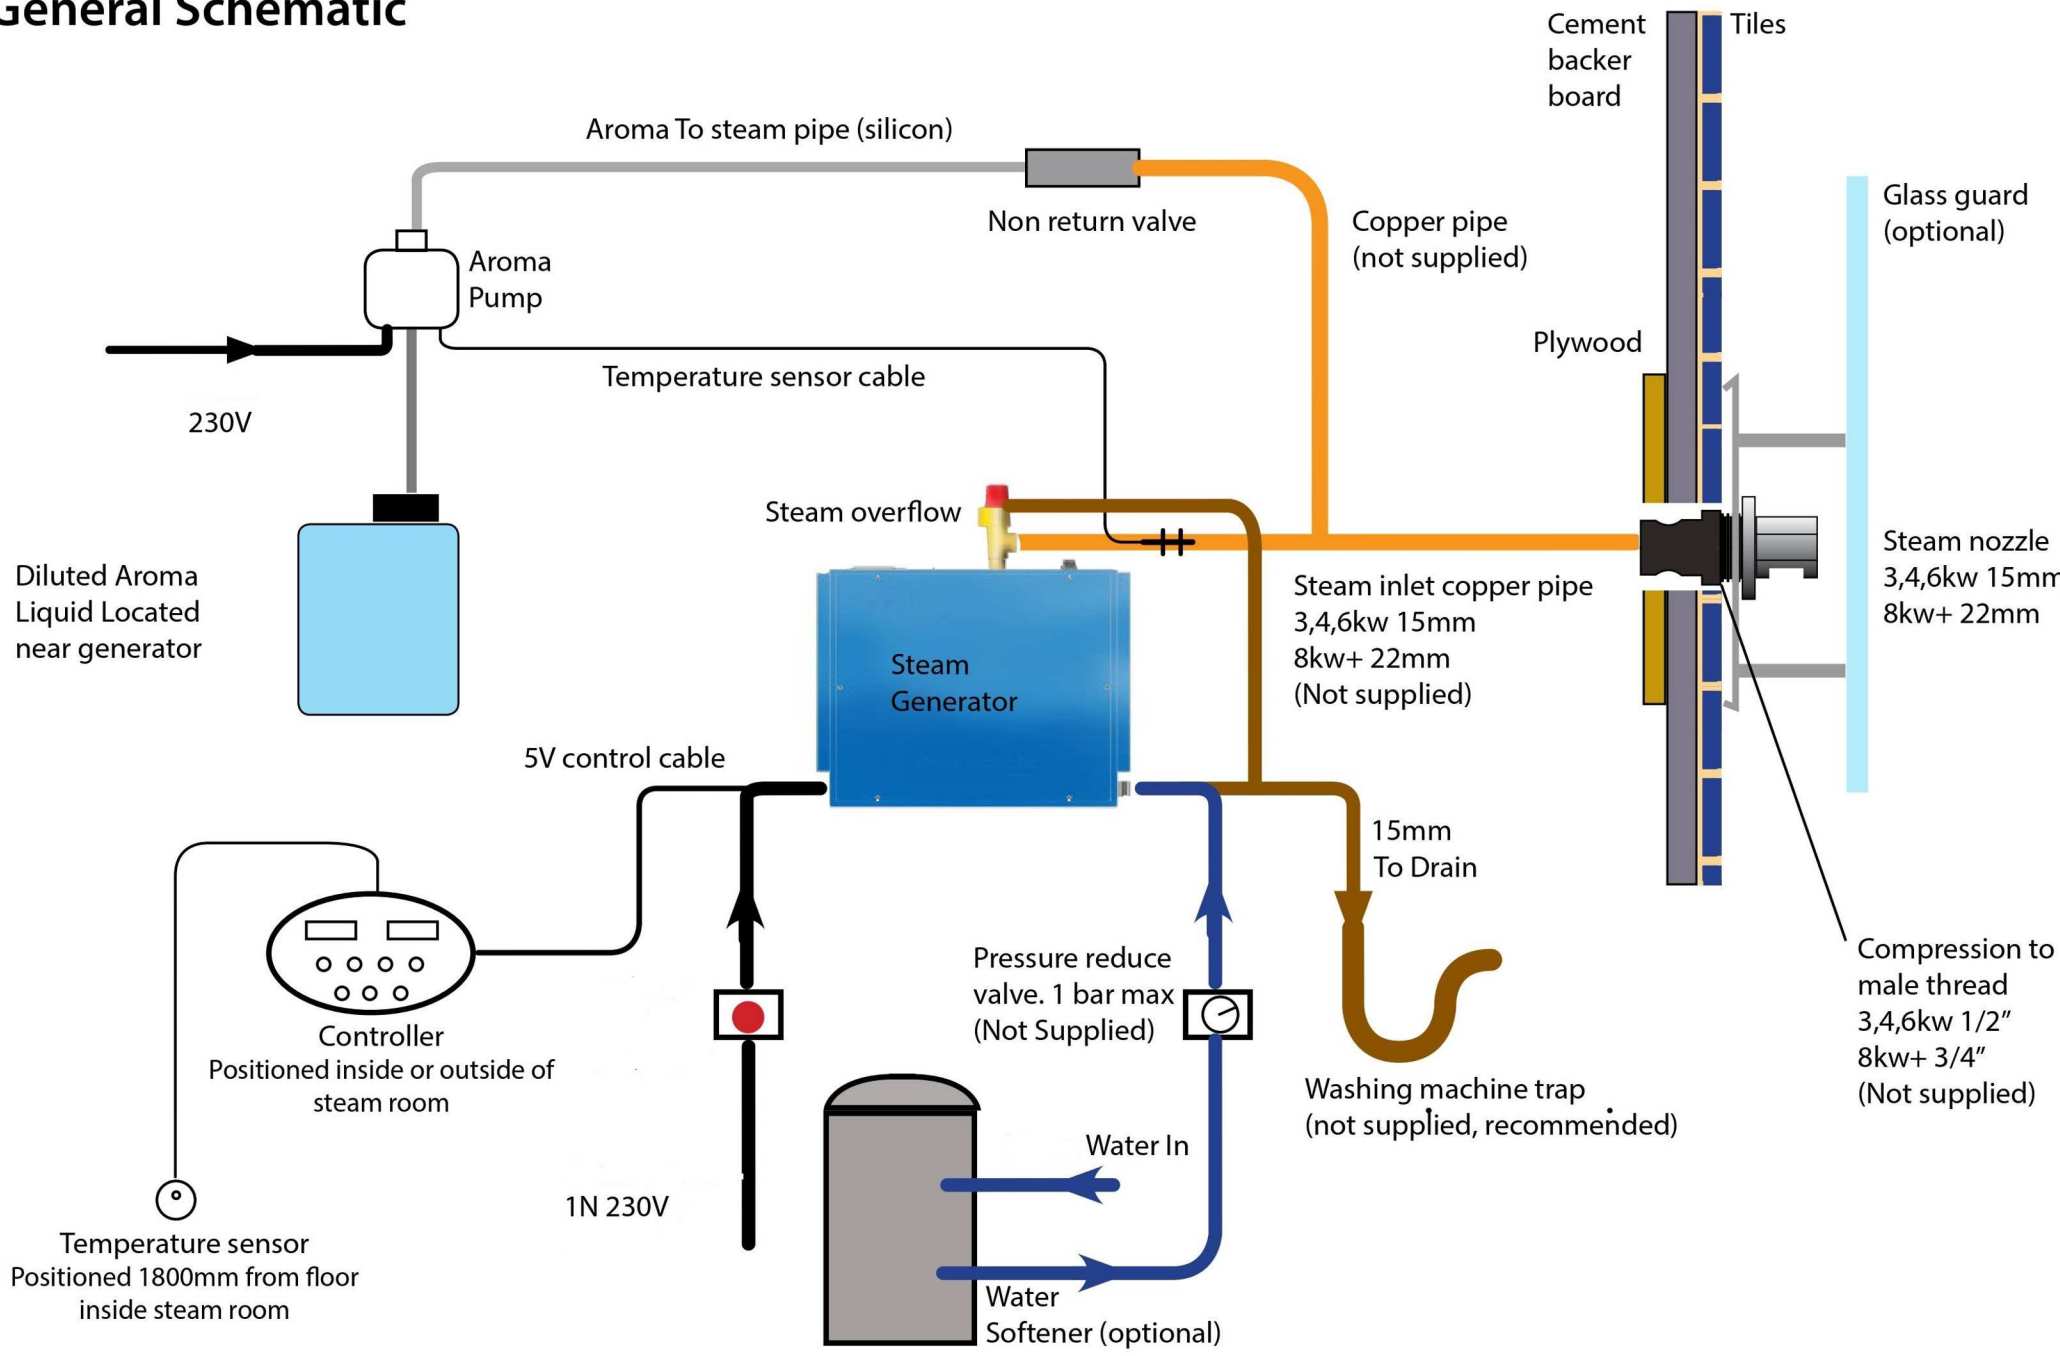 General Schematic
Cement
backer
board
Tiles
Aroma To steam pipe (silicon)
Non return valve
Copper pipe
(not supplied)
Glass guard
(optional)
Aroma
Pump
Plywood
Temperature sensor cable
230V
Steam overflow
Diluted Aroma
Liquid Located
near generator
Steam
Generator
Steam inlet copper pipe
3,4,6kw 15mm
8kw+ 22mm
(Not supplied)
Steam nozzle
3,4,6kw 15mm
8kw+ 22mm
5V control cable
15mm
To Drain
Pressure reduce
valve. 1 bar max
(Not Supplied)
Compression to
male thread
3,4,6kw 1/2”
8kw+ 3/4”
(Not supplied)
Controller
Positioned inside or outside of
steam room
Washing machine trap
(not supplied, recommended)
Water In
1N 230V
Temperature sensor
Positioned 1800mm from floor
inside steam room
Water
Softener (optional)